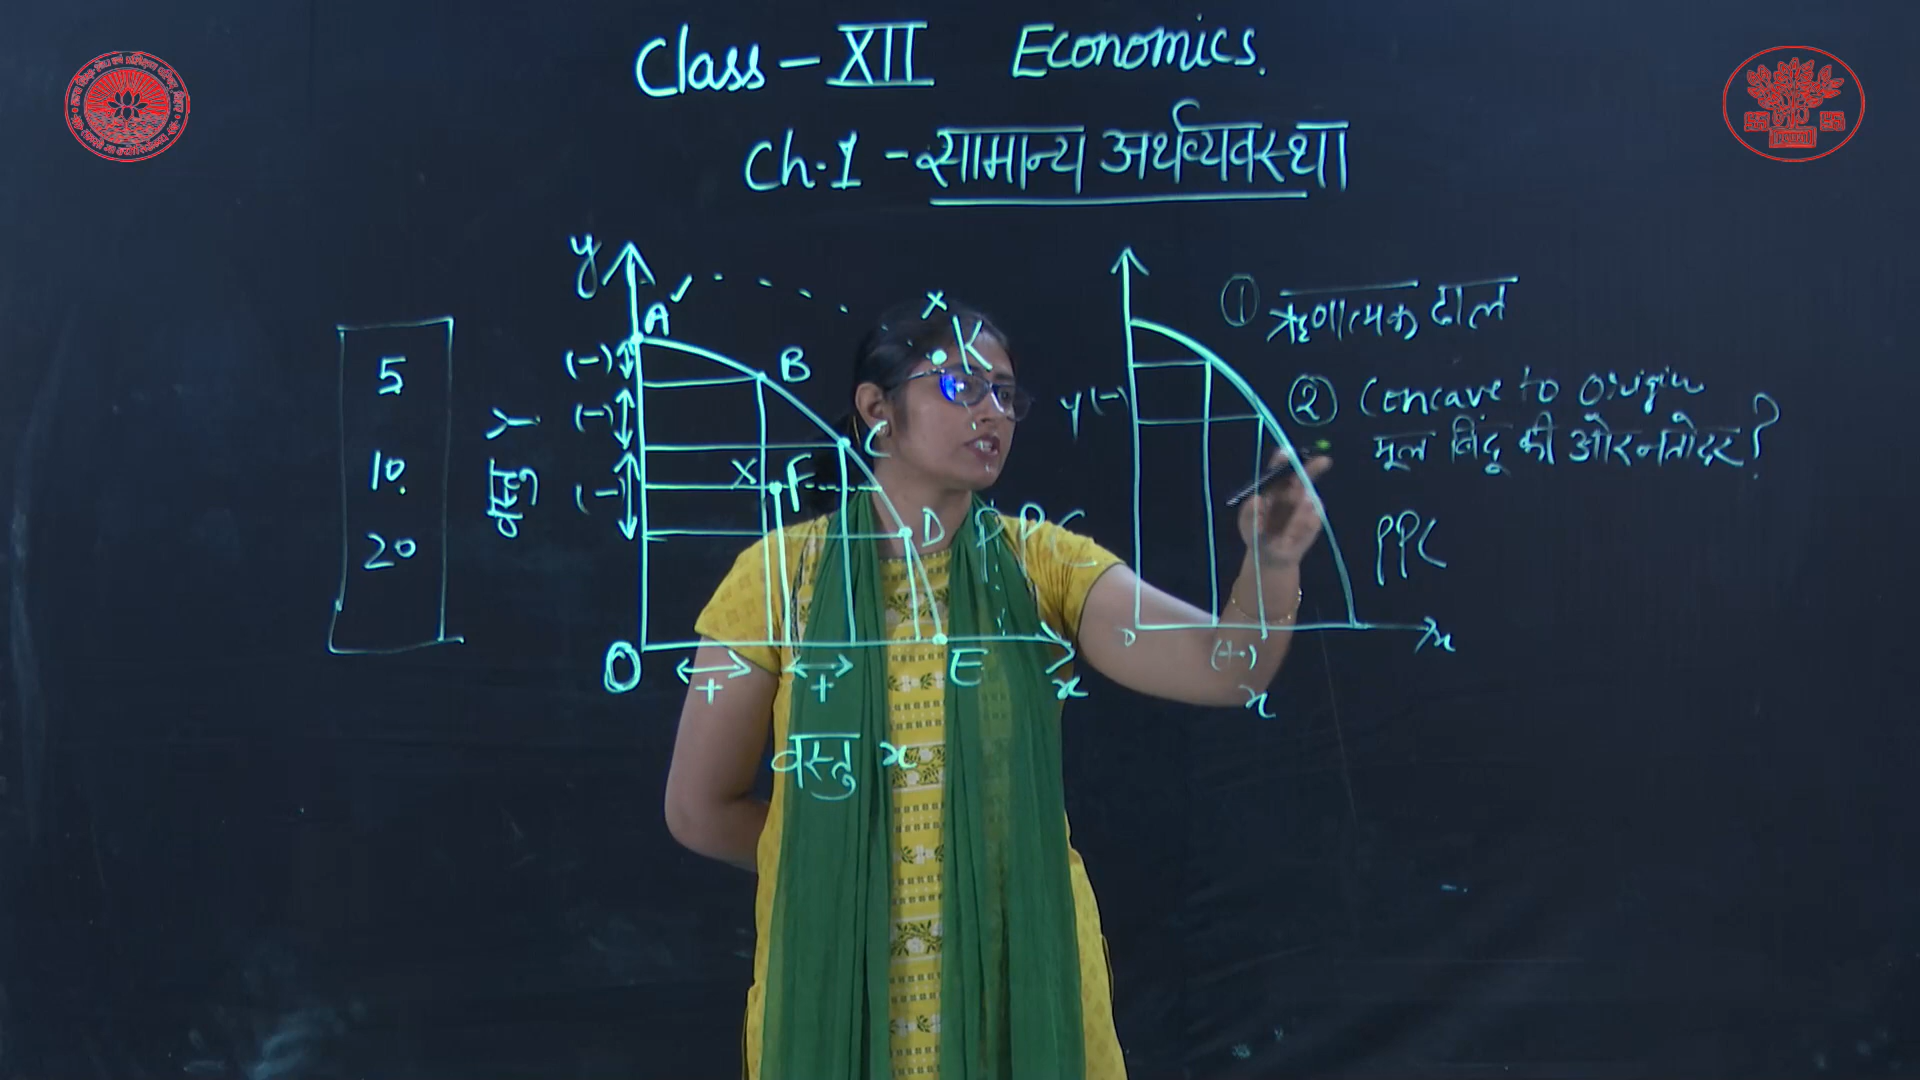 Class - XII Economics.
Ch.1 - सामान्य अर्थव्यवस्था
5
10
20
y
A
B
C
D
E
F
X
x
K
(-)
(-)
(-)
वस्तु Y
PPC
O
+
+
x
वस्तु x
① ऋणात्मक ढाल
② Concave to origin
मूल बिंदु की ओर नतोदर?
PPC
y (-)
o
(+)
x
x